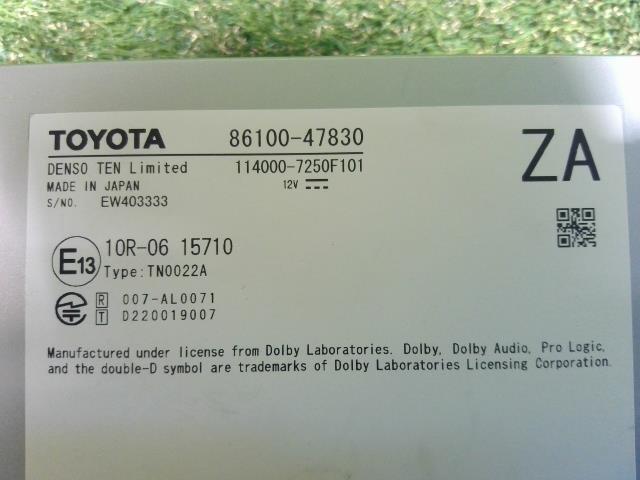 TOYOTA 86100-47830
DENSO TEN Limited 114000-7250F101
MADE IN JAPAN 12V
S/NO. EW403333
ZA
E13 10R-06 15710
Type:TN0022A
R 007-AL0071
T D220019007
Manufactured under license from Dolby Laboratories. Dolby, Dolby Audio, Pro Logic,
and the double-D symbol are trademarks of Dolby Laboratories Licensing Corporation.